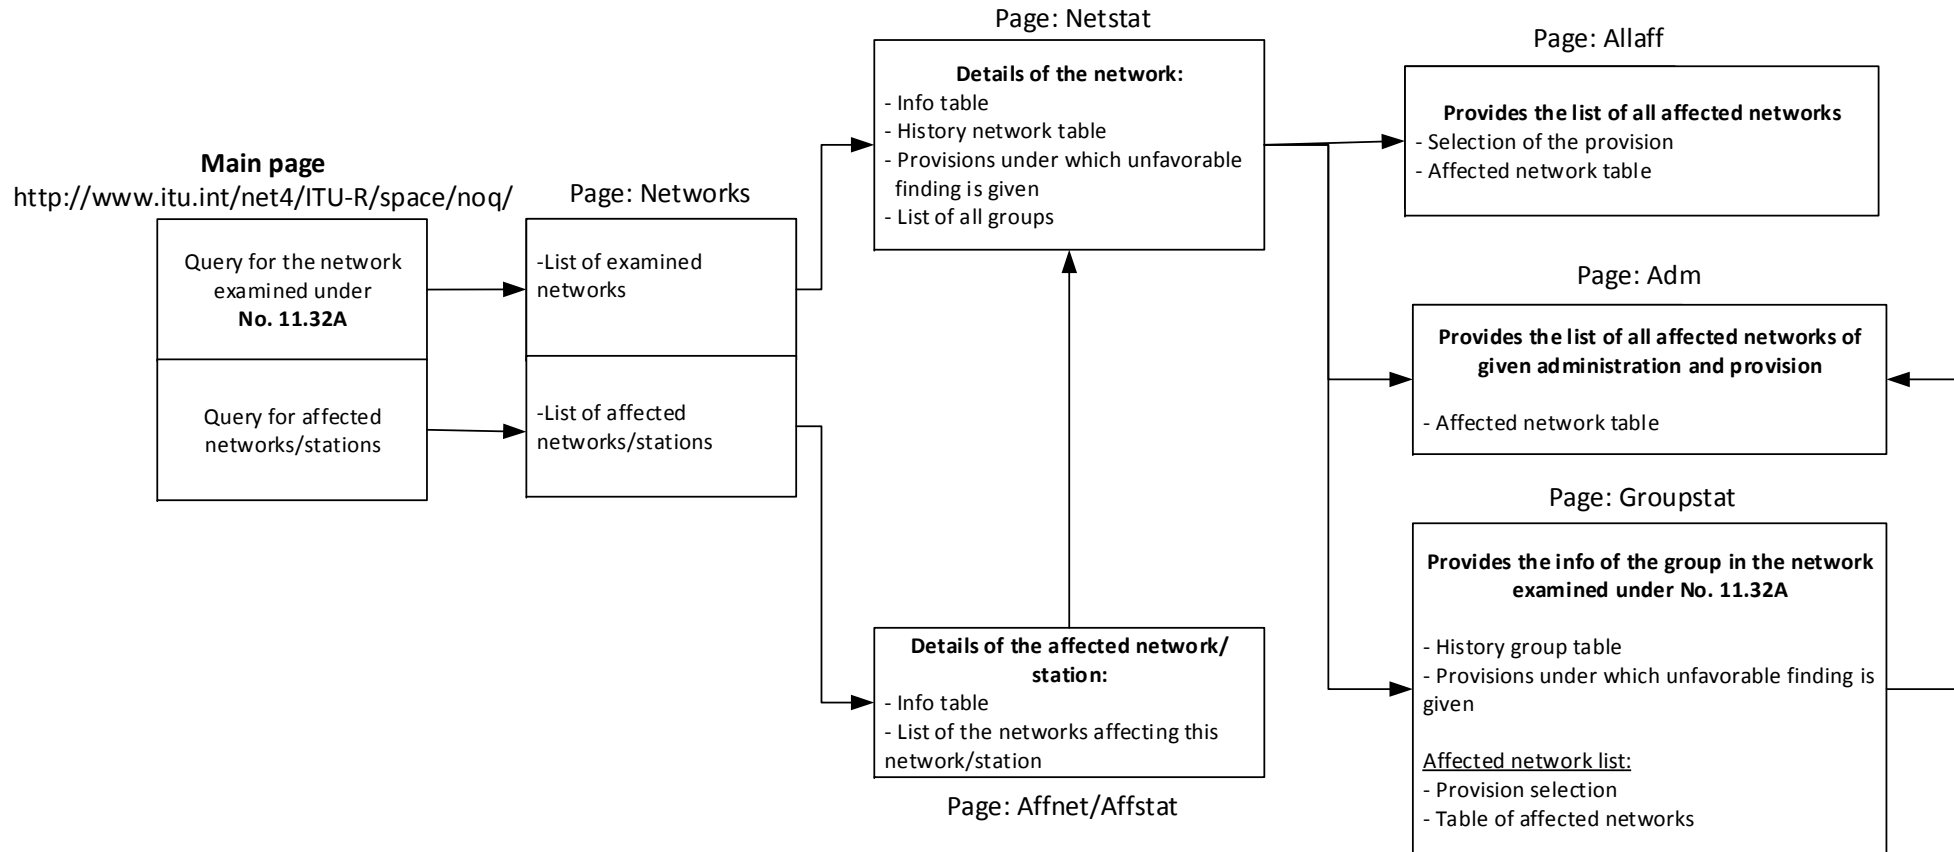 Main page
http://www.itu.int/net4/ITU-R/space/noq/
Query for the network
examined under
No. 11.32A
Query for affected
networks/stations
Page: Networks
-List of examined
networks
-List of affected
networks/stations
Page: Netstat
Details of the network:
- Info table
- History network table
- Provisions under which unfavorable
finding is given
- List of all groups
Details of the affected network/
station:
- Info table
- List of the networks affecting this
network/station
Page: Affnet/Affstat
Page: Allaff
Provides the list of all affected networks
- Selection of the provision
- Affected network table
Page: Adm
Provides the list of all affected networks of
given administration and provision
- Affected network table
Page: Groupstat
Provides the info of the group in the network
examined under No. 11.32A
- History group table
- Provisions under which unfavorable finding is
given
Affected network list:
- Provision selection
- Table of affected networks